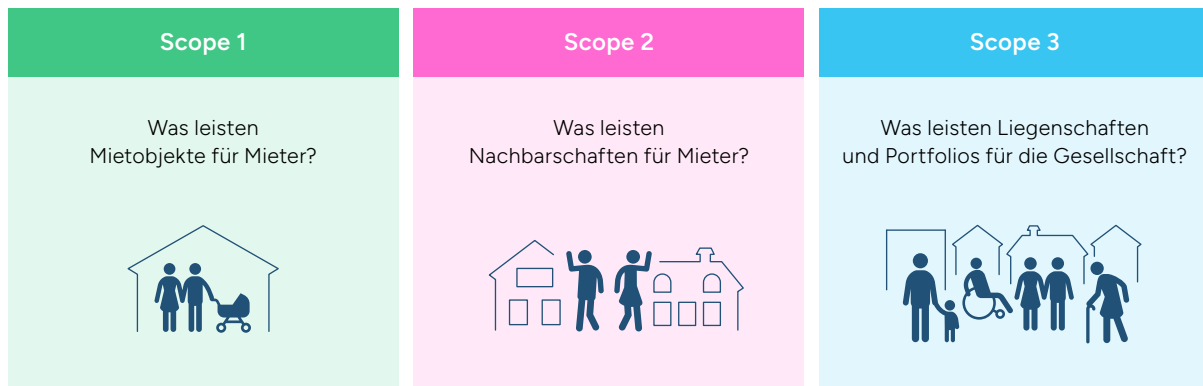 Scope 1
Was leisten
Mietobjekte für Mieter?
Scope 2
Was leisten
Nachbarschaften für Mieter?
Scope 3
Was leisten Liegenschaften
und Portfolios für die Gesellschaft?